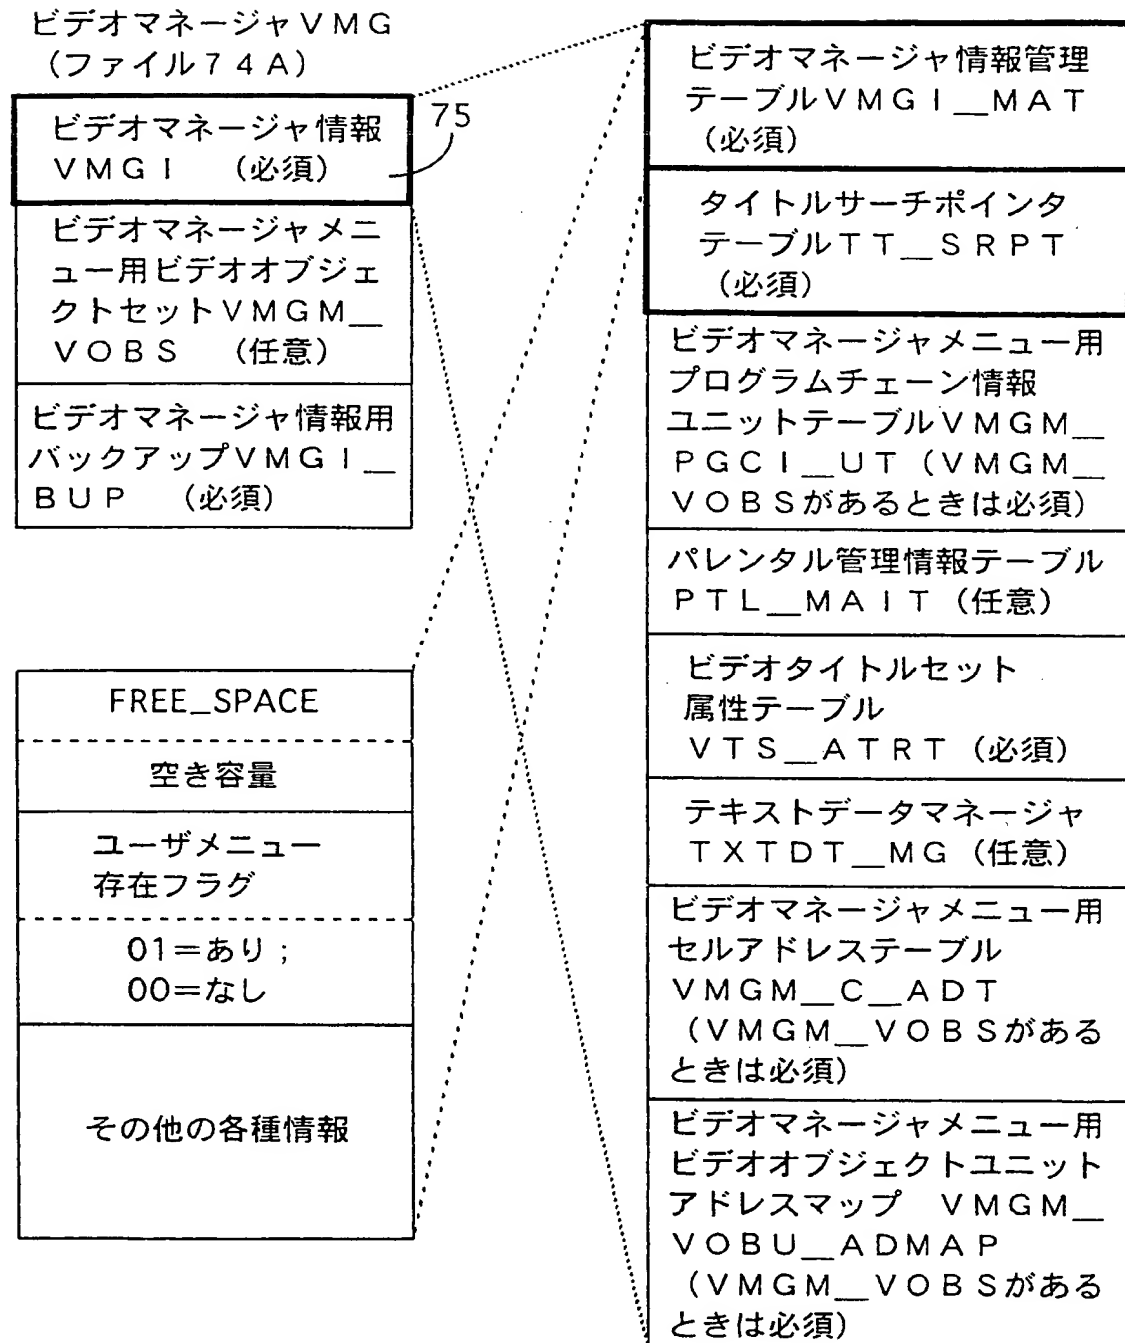 ビデオマネージャVMG
(ファイル74A)
ビデオマネージャ情報
VMGI (必須)
75
ビデオマネージャメニ
ュー用ビデオオブジェ
クトセットVMGM__
VOBS (任意)
ビデオマネージャ情報用
バックアップVMGI__
BUP (必須)
FREE_SPACE
空き容量
ユーザメニュー
存在フラグ
01=あり;
00=なし
その他の各種情報
ビデオマネージャ情報管理
テーブルVMGI__MAT
(必須)
タイトルサーチポインタ
テーブルTT__SRPT
(必須)
ビデオマネージャメニュー用
プログラムチェーン情報
ユニットテーブルVMGM__
PGCI__UT (VMGM__
VOBSがあるときは必須)
パレンタル管理情報テーブル
PTL__MAIT (任意)
ビデオタイトルセット
属性テーブル
VTS__ATRT (必須)
テキストデータマネージャ
TXTDT__MG (任意)
ビデオマネージャメニュー用
セルアドレステーブル
VMGM__C__ADT
(VMGM__VOBSがある
ときは必須)
ビデオマネージャメニュー用
ビデオオブジェクトユニット
アドレスマップ VMGM__
VOBU__ADMAP
(VMGM__VOBSがある
ときは必須)